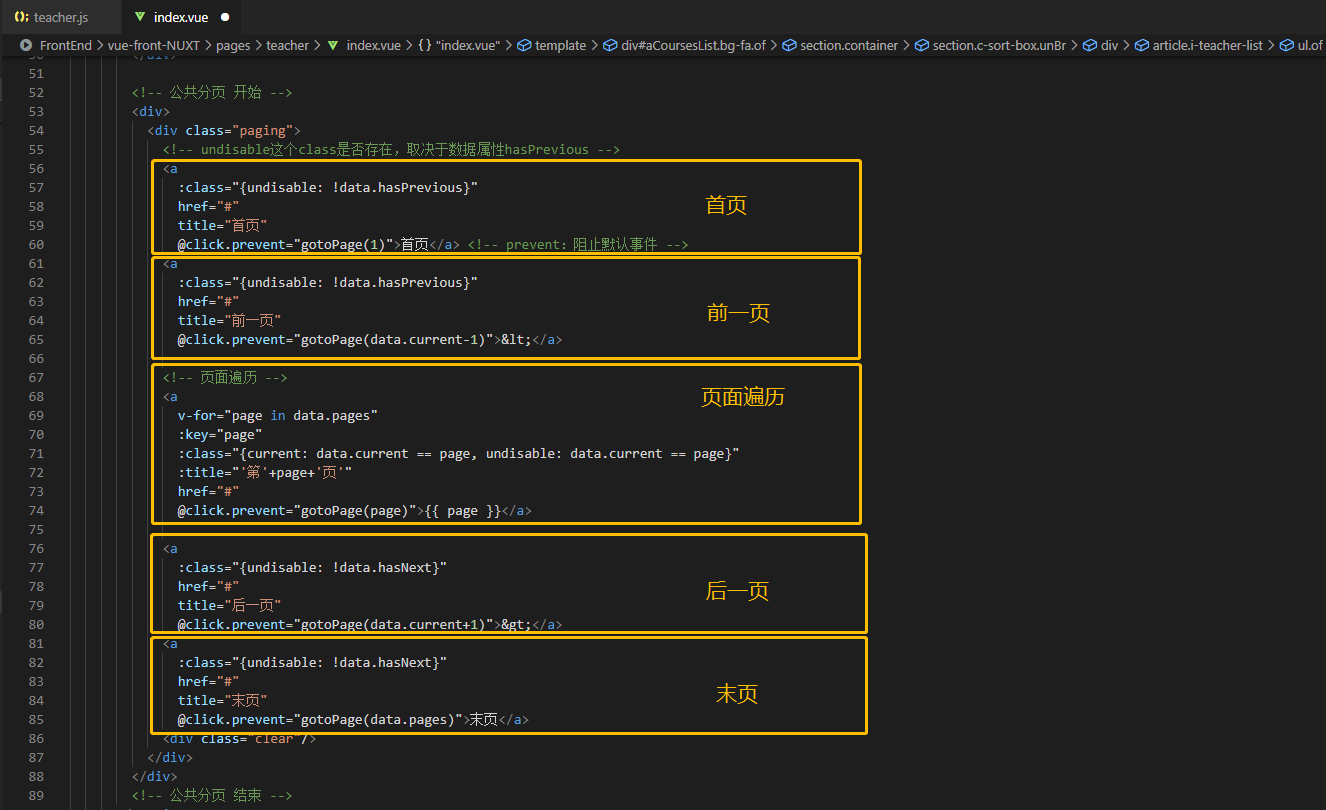 teacher.js index.vue
FrontEnd > vue-front-NUXT > pages > teacher > index.vue > {} "index.vue" > template > div#aCoursesList.bg-fa.of > section.container > section.c-sort-box.unBr > div > article.i-teacher-list > ul.of
50 </div>
51
52 <!-- 公共分页 开始 -->
53 <div>
54 <div class="paging">
55 <!-- undisable这个class是否存在，取决于数据属性hasPrevious -->
56 <a
57 :class="{undisable: !data.hasPrevious}"
58 href="#" 首页
59 title="首页"
60 @click.prevent="gotoPage(1)">首页</a> <!-- prevent：阻止默认事件 -->
61 <a
62 :class="{undisable: !data.hasPrevious}"
63 href="#"
前一页
64 title="前一页"
65 @click.prevent="gotoPage(data.current-1)">&lt;</a>
66
67 <!-- 页面遍历 -->
68 <a 页面遍历
69 v-for="page in data.pages"
70 :key="page"
71 :class="{current: data.current == page, undisable: data.current == page}"
72 :title="'第'+page+'页'"
73 href="#"
74 @click.prevent="gotoPage(page)">{{ page }}</a>
75
76 <a
77 :class="{undisable: !data.hasNext}"
78 href="#" 后一页
79 title="后一页"
80 @click.prevent="gotoPage(data.current+1)">&gt;</a>
81 <a
82 :class="{undisable: !data.hasNext}"
83 href="#"
84 title="末页" 末页
85 @click.prevent="gotoPage(data.pages)">末页</a>
86 <div class="clear"/>
87 </div>
88 </div>
89 <!-- 公共分页 结束 -->